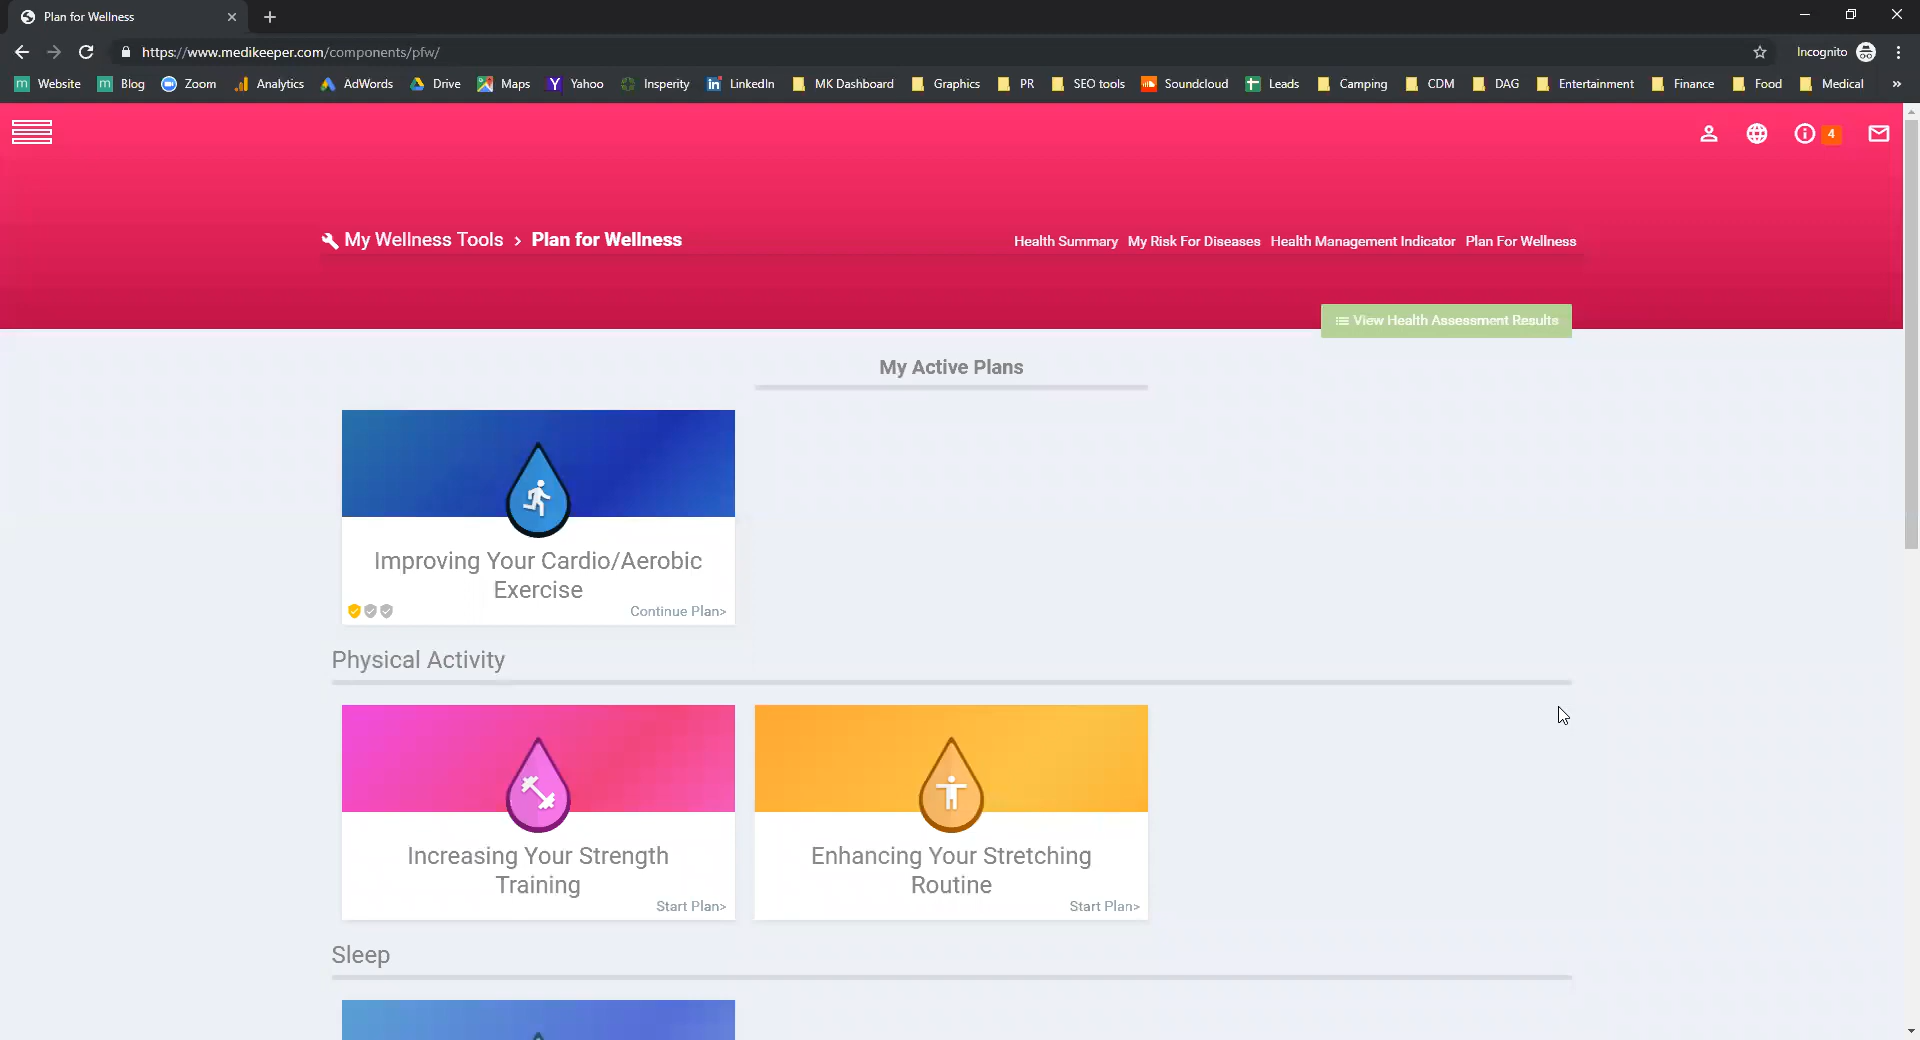 Plan for Wellness
https://www.medikeeper.com/components/pfw/
Incognito
Website Blog Zoom Analytics AdWords Drive Maps Yahoo Insperity LinkedIn MK Dashboard Graphics PR SEO tools Soundcloud Leads Camping CDM DAG Entertainment Finance Food Medical »
4
My Wellness Tools > Plan for Wellness
Health Summary My Risk For Diseases Health Management Indicator Plan For Wellness
View Health Assessment Results
My Active Plans
Improving Your Cardio/Aerobic
Exercise
Continue Plan>
Physical Activity
Increasing Your Strength
Training
Start Plan>
Enhancing Your Stretching
Routine
Start Plan>
Sleep